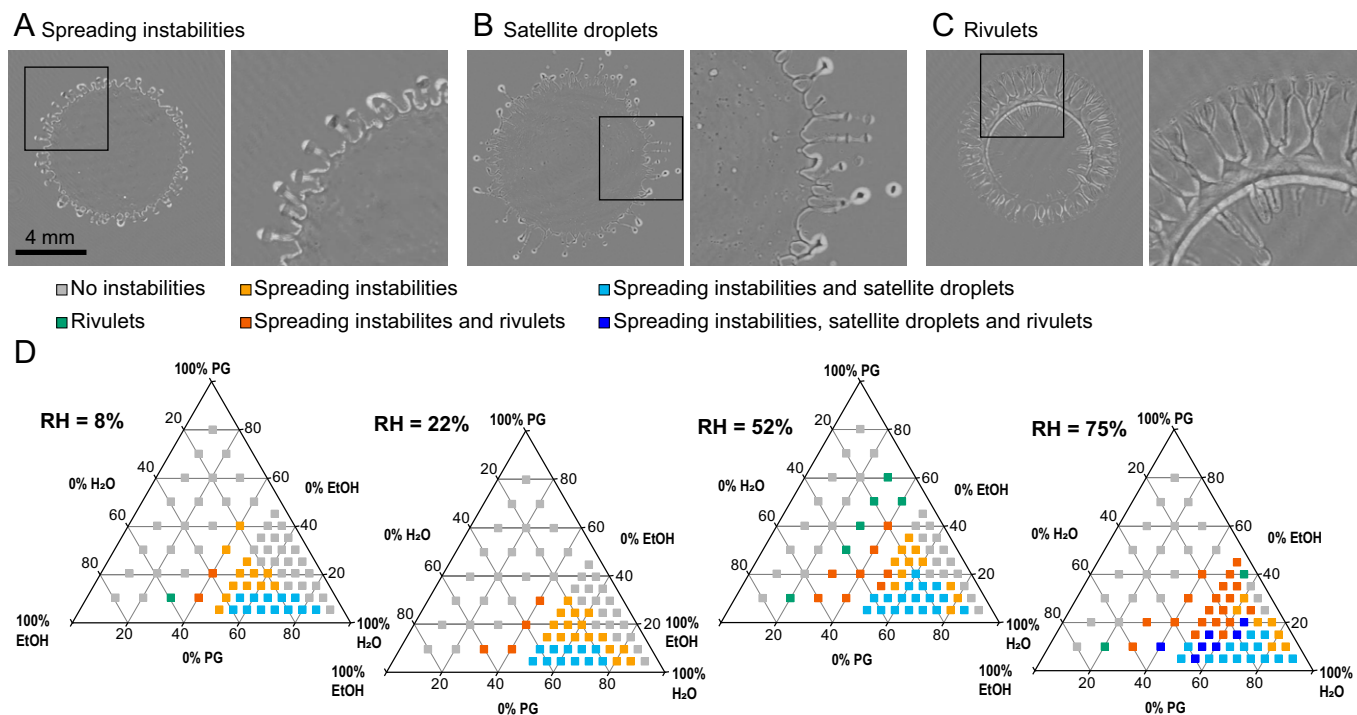 A Spreading instabilities
B Satellite droplets
C Rivulets
4 mm
No instabilities
Spreading instabilities
Spreading instabilities and satellite droplets
Rivulets
Spreading instabilites and rivulets
Spreading instabilities, satellite droplets and rivulets
D
RH = 8%
100% PG
20 80
40 60
0% H₂O 0% EtOH
60 40
80 20
100% EtOH
20 40 60 80
100% H₂O
0% PG
RH = 22%
100% PG
20 80
40 60
0% H₂O 0% EtOH
60 40
80 20
100% EtOH
20 40 60 80
100% H₂O
0% PG
RH = 52%
100% PG
20 80
40 60
0% H₂O 0% EtOH
60 40
80 20
100% EtOH
20 40 60 80
100% H₂O
0% PG
RH = 75%
100% PG
20 80
40 60
0% H₂O 0% EtOH
60 40
80 20
100% EtOH
20 40 60 80
100% H₂O
0% PG